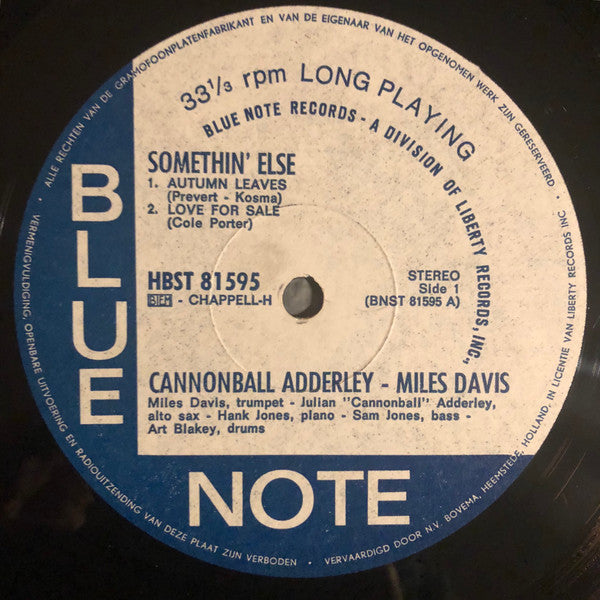 ALLE RECHTEN VAN DE GRAMOFOONPLATENFABRIKANT EN VAN DE EIGENAAR VAN HET OPGENOMEN WERK ZIJN GERESERVEERD
33⅓ rpm LONG PLAYING
BLUE NOTE RECORDS - A DIVISION OF LIBERTY RECORDS, INC.,
SOMETHIN' ELSE
1. AUTUMN LEAVES
(Prevert - Kosma)
2. LOVE FOR SALE
(Cole Porter)
HBST 81595
BIEM - CHAPPELL-H
STEREO
Side 1
(BNST 81595 A)
CANNONBALL ADDERLEY - MILES DAVIS
Miles Davis, trumpet - Julian "Cannonball" Adderley,
alto sax - Hank Jones, piano - Sam Jones, bass -
Art Blakey, drums
BLUE
NOTE
VERMENIGVULDIGING, OPENBARE UITVOERING EN RADIOUITZENDING VAN DEZE PLAAT ZIJN VERBODEN • VERVAARDIGD DOOR N.V. BOVEMA, HEEMSTEDE, HOLLAND, IN LICENTIE VAN LIBERTY RECORDS INC